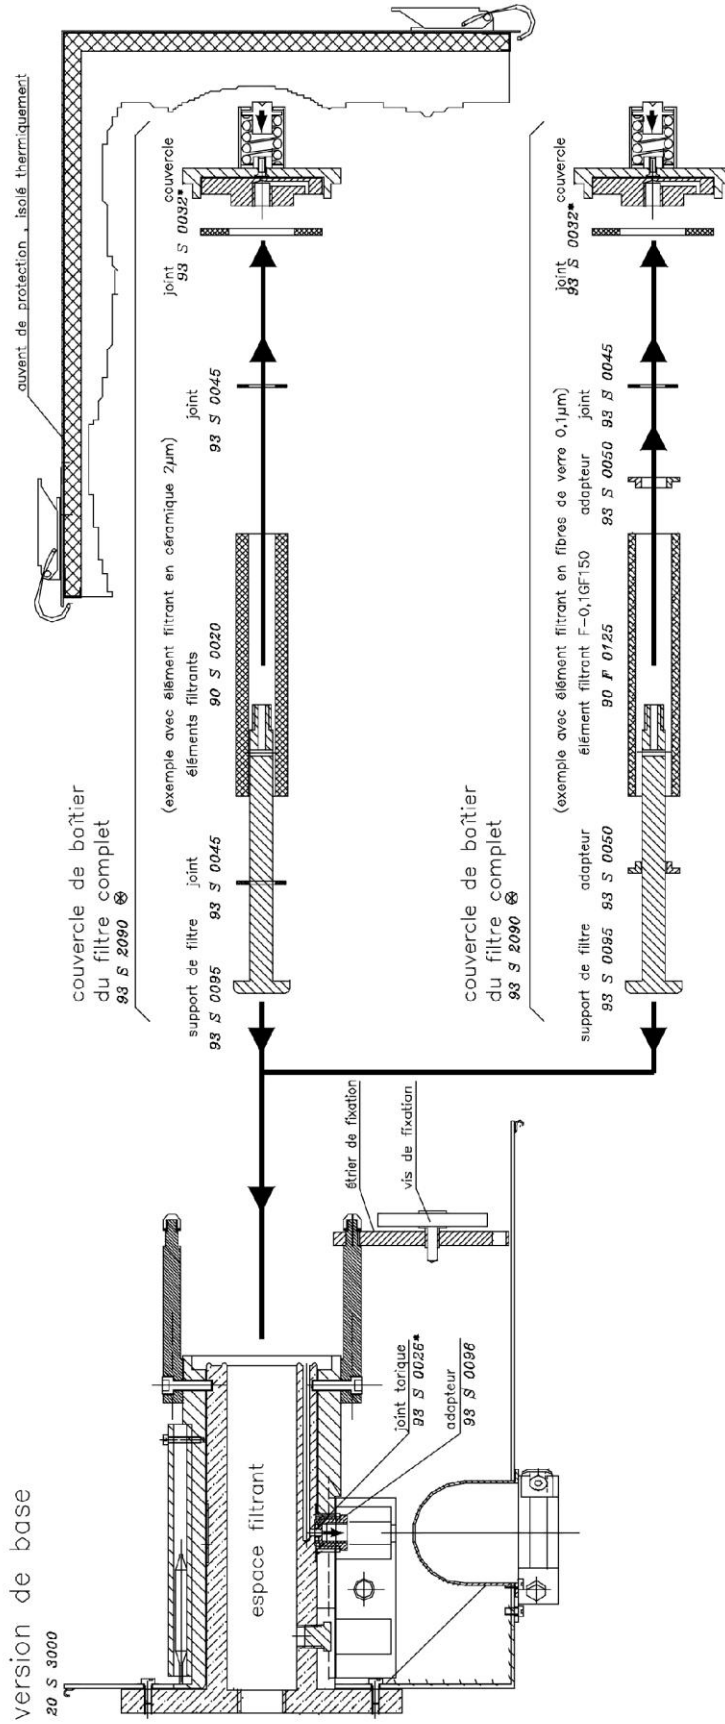 version de base
20 S 3000
espace filtrant
joint torique
93 S 0026*
adapteur
93 S 0096
étrier de fixation
vis de fixation
auvent de protection , isolé thermiquement
couvercle de boîtier
du filtre complet
93 S 2090 ⊛
(exemple avec élément filtrant en céramique 2µm)
support de filtre
93 S 0095
joint
93 S 0045
éléments filtrants
90 S 0020
joint
93 S 0045
joint
93 S 0032*
couvercle
couvercle de boîtier
du filtre complet
93 S 2090 ⊛
(exemple avec élément filtrant en fibres de verre 0,1µm)
support de filtre
93 S 0095
adapteur
93 S 0050
élément filtrant F-0,1GF150
90 F 0125
adapteur
93 S 0050
joint
93 S 0045
joint
93 S 0032*
couvercle